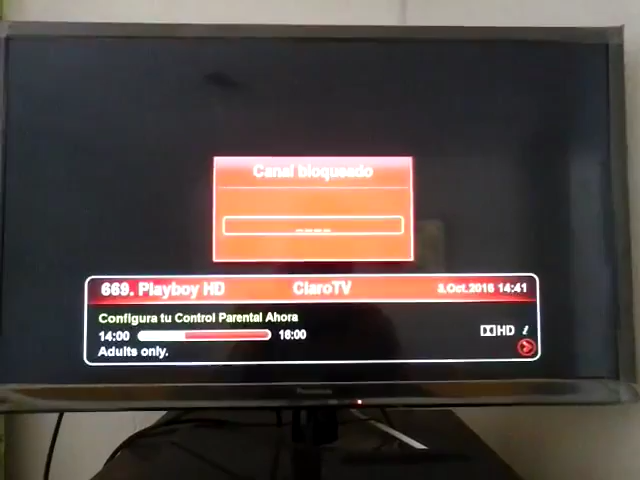 Canal bloqueado
_ _ _ _
669. Playboy HD ClaroTV 3.Oct.2016 14:41
Configura tu Control Parental Ahora
14:00 16:00
HD i
Adults only.
Panasonic